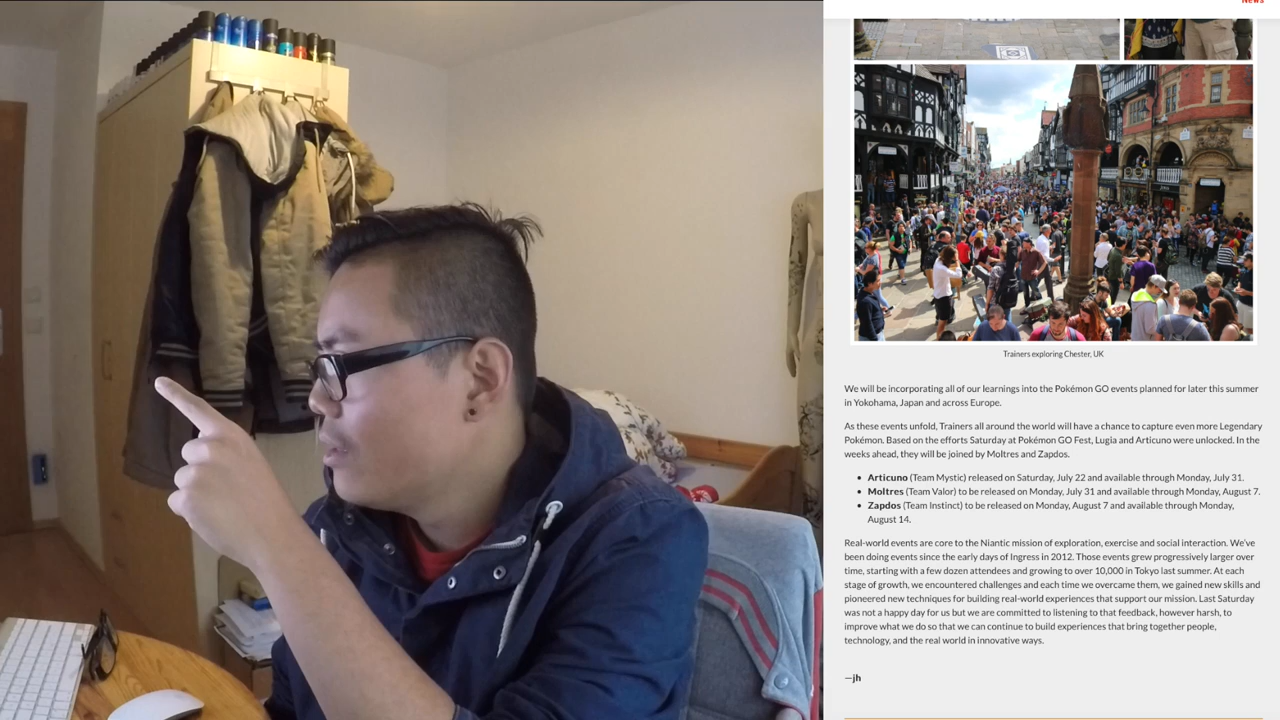 News
Trainers exploring Chester, UK
We will be incorporating all of our learnings into the Pokémon GO events planned for later this summer
in Yokohama, Japan and across Europe.
As these events unfold, Trainers all around the world will have a chance to capture even more Legendary
Pokémon. Based on the efforts Saturday at Pokémon GO Fest, Lugia and Articuno were unlocked. In the
weeks ahead, they will be joined by Moltres and Zapdos.
Articuno (Team Mystic) released on Saturday, July 22 and available through Monday, July 31.
Moltres (Team Valor) to be released on Monday, July 31 and available through Monday, August 7.
Zapdos (Team Instinct) to be released on Monday, August 7 and available through Monday,
August 14.
Real-world events are core to the Niantic mission of exploration, exercise and social interaction. We've
been doing events since the early days of Ingress in 2012. Those events grew progressively larger over
time, starting with a few dozen attendees and growing to over 10,000 in Tokyo last summer. At each
stage of growth, we encountered challenges and each time we overcame them, we gained new skills and
pioneered new techniques for building real-world experiences that support our mission. Last Saturday
was not a happy day for us but we are committed to listening to that feedback, however harsh, to
improve what we do so that we can continue to build experiences that bring together people,
technology, and the real world in innovative ways.
—jh